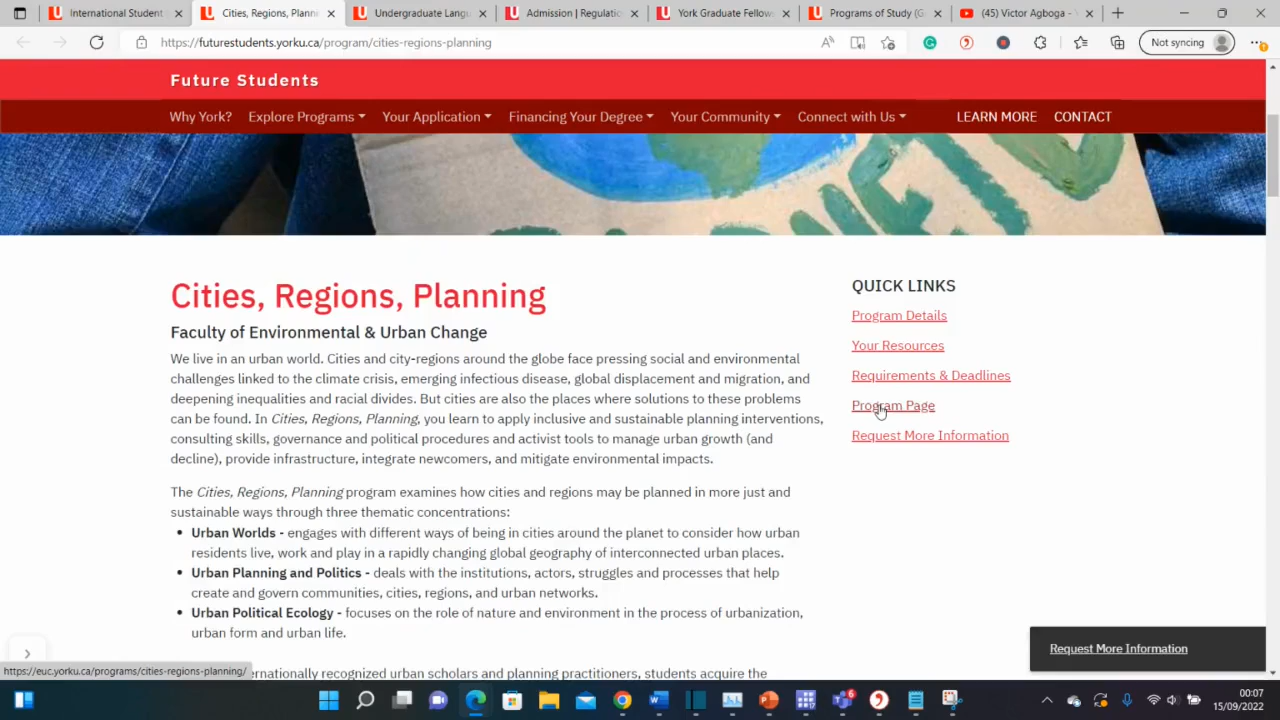 International Student
Cities, Regions, Plannin
Undergraduate Langu
Admission | Regulatio
York Graduate Fellows
Programs of Study (G
(45) Victor Agboga - Y
https://futurestudents.yorku.ca/program/cities-regions-planning
Not syncing
Future Students
Why York?
Explore Programs
Your Application
Financing Your Degree
Your Community
Connect with Us
LEARN MORE
CONTACT
Cities, Regions, Planning
Faculty of Environmental & Urban Change
We live in an urban world. Cities and city-regions around the globe face pressing social and environmental
challenges linked to the climate crisis, emerging infectious disease, global displacement and migration, and
deepening inequalities and racial divides. But cities are also the places where solutions to these problems
can be found. In Cities, Regions, Planning, you learn to apply inclusive and sustainable planning interventions,
consulting skills, governance and political procedures and activist tools to manage urban growth (and
decline), provide infrastructure, integrate newcomers, and mitigate environmental impacts.
The Cities, Regions, Planning program examines how cities and regions may be planned in more just and
sustainable ways through three thematic concentrations:
• Urban Worlds - engages with different ways of being in cities around the planet to consider how urban
residents live, work and play in a rapidly changing global geography of interconnected urban places.
• Urban Planning and Politics - deals with the institutions, actors, struggles and processes that help
create and govern communities, cities, regions, and urban networks.
• Urban Political Ecology - focuses on the role of nature and environment in the process of urbanization,
urban form and urban life.
ternationally recognized urban scholars and planning practitioners, students acquire the
QUICK LINKS
Program Details
Your Resources
Requirements & Deadlines
Program Page
Request More Information
Request More Information
https://euc.yorku.ca/programs/cities-regions-planning/
6
00:07
15/09/2022